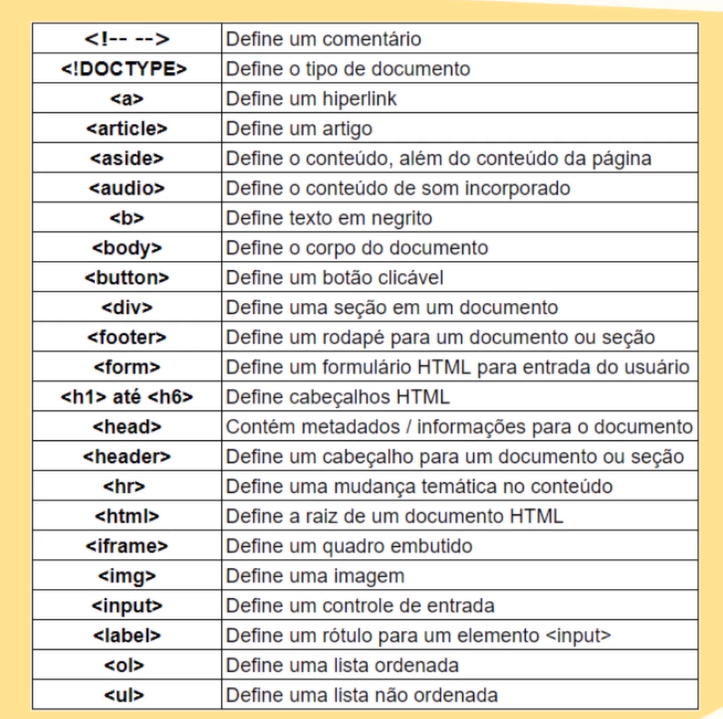 <!-- --> Define um comentário
<!DOCTYPE> Define o tipo de documento
<a> Define um hiperlink
<article> Define um artigo
<aside> Define o conteúdo, além do conteúdo da página
<audio> Define o conteúdo de som incorporado
<b> Define texto em negrito
<body> Define o corpo do documento
<button> Define um botão clicável
<div> Define uma seção em um documento
<footer> Define um rodapé para um documento ou seção
<form> Define um formulário HTML para entrada do usuário
<h1> até <h6> Define cabeçalhos HTML
<head> Contém metadados / informações para o documento
<header> Define um cabeçalho para um documento ou seção
<hr> Define uma mudança temática no conteúdo
<html> Define a raiz de um documento HTML
<iframe> Define um quadro embutido
<img> Define uma imagem
<input> Define um controle de entrada
<label> Define um rótulo para um elemento <input>
<ol> Define uma lista ordenada
<ul> Define uma lista não ordenada